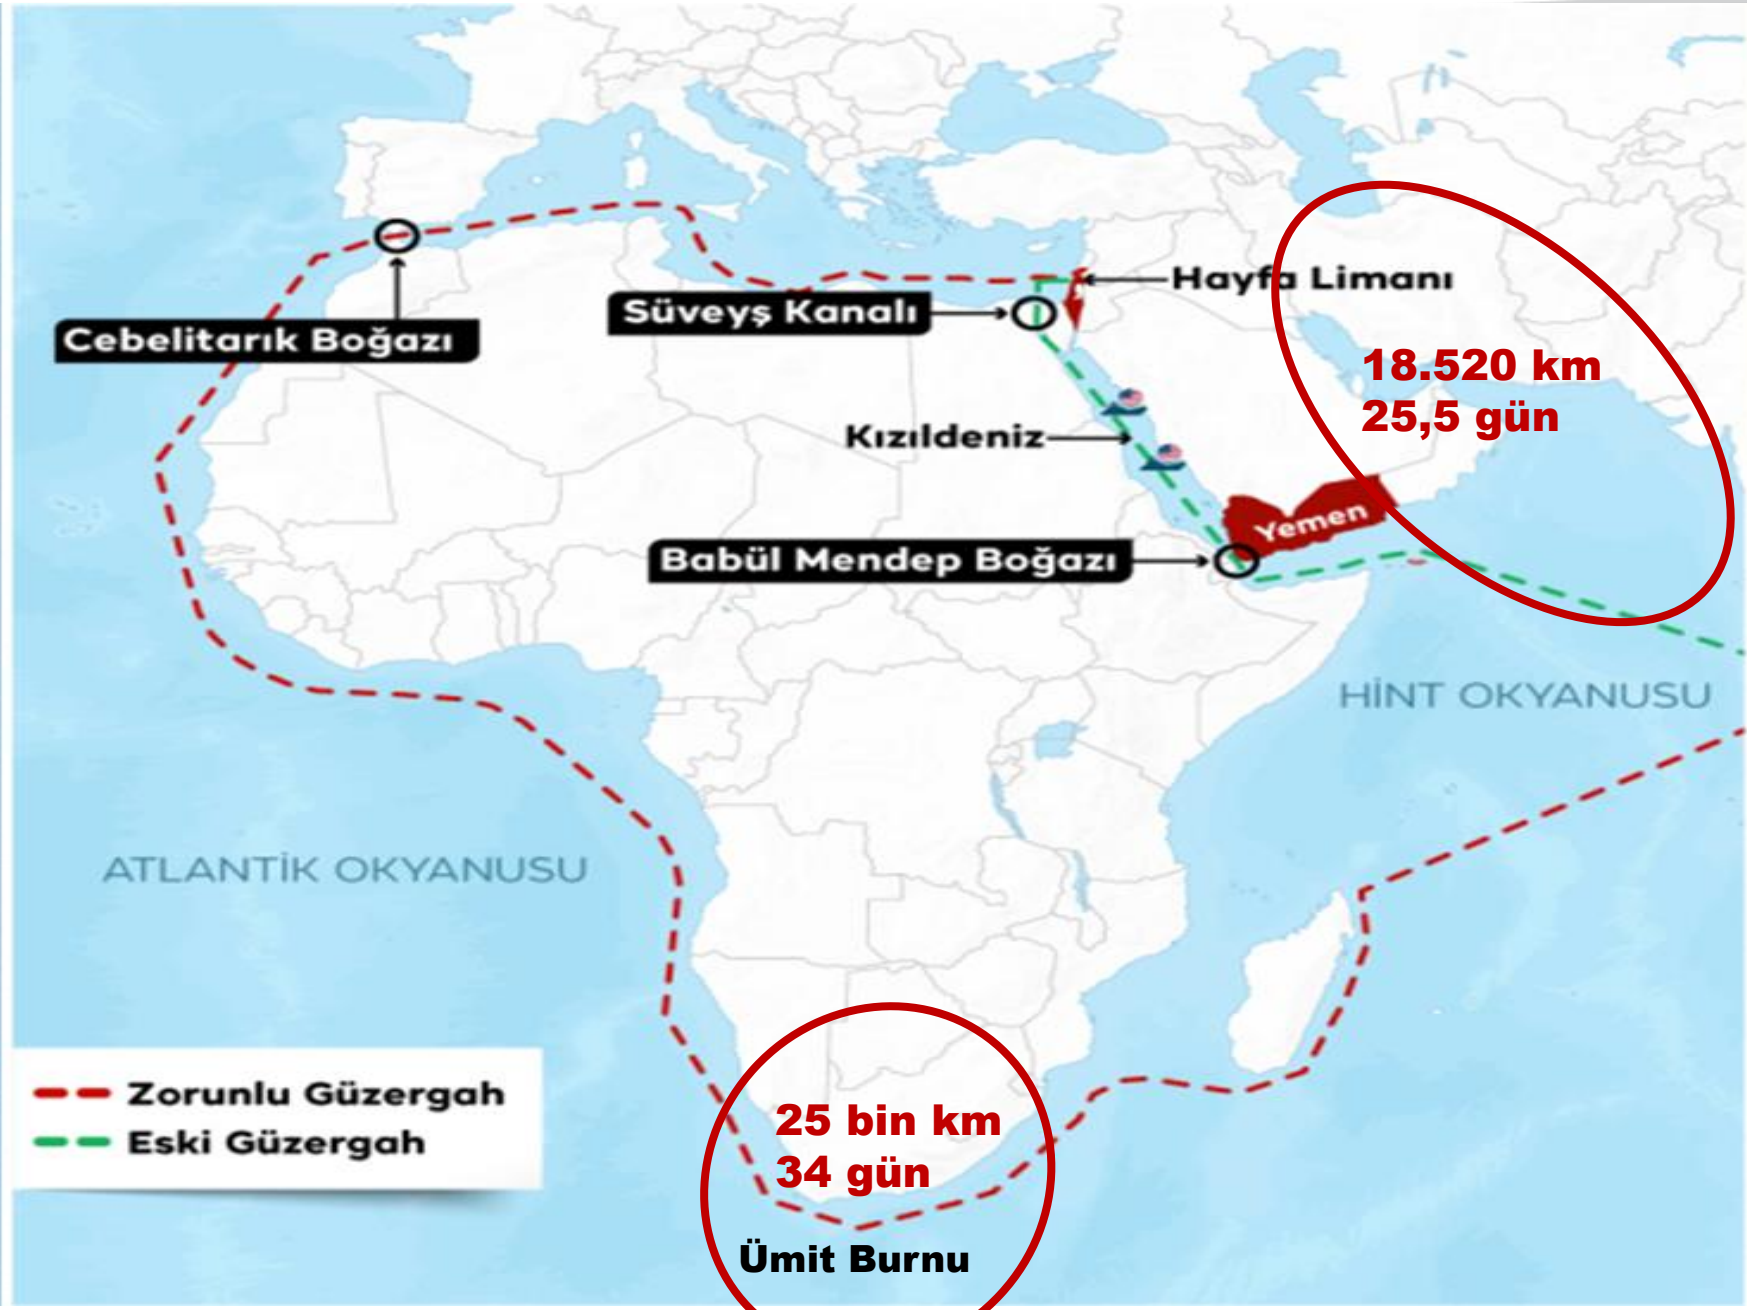 Hayfa Limanı
Süveyş Kanalı
Cebelitarık Boğazı
18.520 km
25,5 gün
Kızıldeniz
Yemen
Babül Mendep Boğazı
HİNT OKYANUSU
ATLANTİK OKYANUSU
Zorunlu Güzergah
Eski Güzergah
25 bin km
34 gün
Ümit Burnu